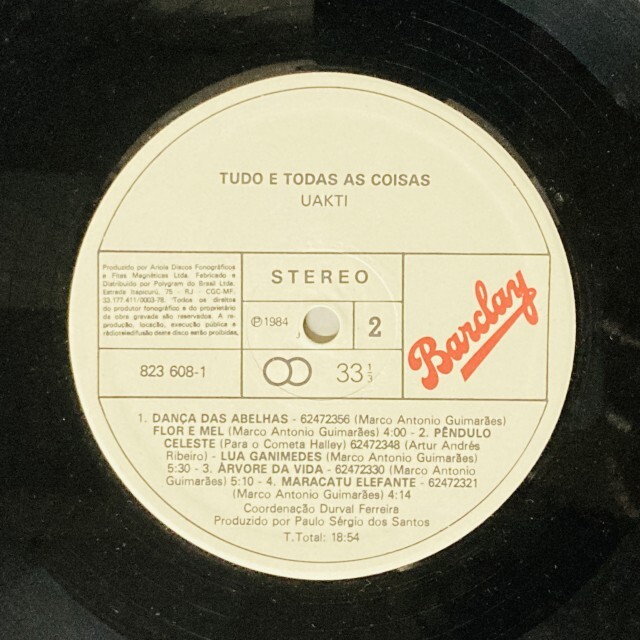 TUDO E TODAS AS COISAS
UAKTI
Produzido por Ariola Discos Fonográficos
e Fitas Magnéticas Ltda. Fabricado e
Distribuído por Polygram do Brasil Ltda.
Estrada Itapicurú, 75 - RJ - CGC-MF.
33.177.411/0003-78. "Todos os direitos
do produtor fonográfico e do proprietário
da obra gravada são reservados. A re-
produção, locação, execução pública e
rádiotelevisão deste disco estão proibidas.
STEREO
℗1984
2
823 608-1
33⅓
Barclay
1. DANÇA DAS ABELHAS - 62472356 (Marco Antonio Guimarães)
FLOR E MEL (Marco Antonio Guimarães) 4:00 - 2. PÊNDULO
CELESTE (Para o Cometa Halley) 62472348 (Artur Andrés
Ribeiro) - LUA GANIMEDES (Marco Antonio Guimarães)
5:30 - 3. ÀRVORE DA VIDA - 62472330 (Marco Antonio
Guimarães) 5:10 - 4. MARACATU ELEFANTE - 62472321
(Marco Antonio Guimarães) 4:14
Coordenação Durval Ferreira
Produzido por Paulo Sérgio dos Santos
T.Total: 18:54